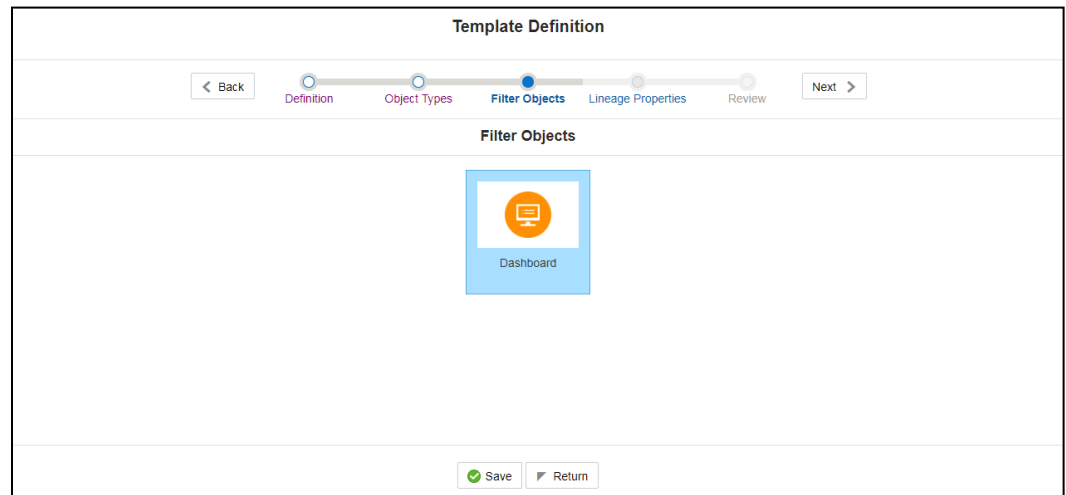 Template Definition
Back
Definition
Object Types
Filter Objects
Lineage Properties
Review
Next
Filter Objects
Dashboard
Save
Return